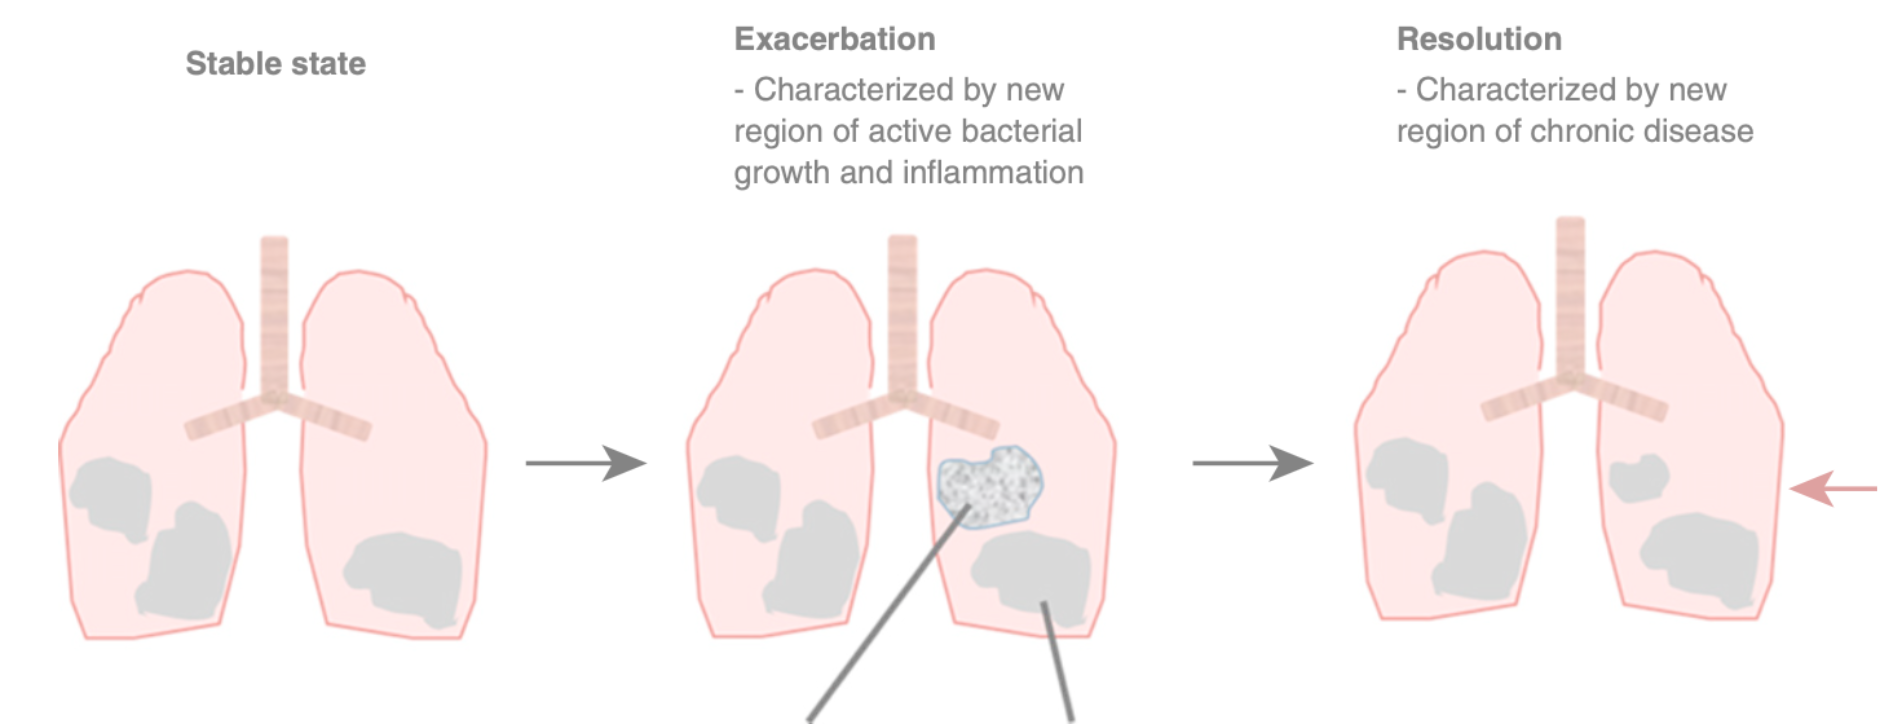 Stable state
Exacerbation
- Characterized by new
region of active bacterial
growth and inflammation
Resolution
- Characterized by new
region of chronic disease